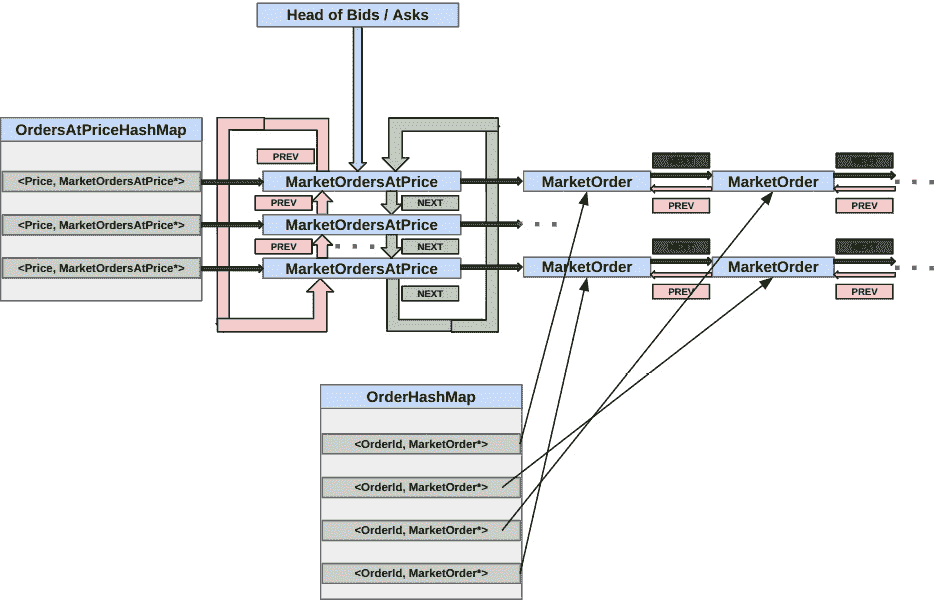 Head of Bids / Asks
OrdersAtPriceHashMap
PREV
<Price, MarketOrdersAtPrice*>
MarketOrdersAtPrice
MarketOrder
MarketOrder
PREV
NEXT
PREV
PREV
<Price, MarketOrdersAtPrice*>
MarketOrdersAtPrice
PREV
NEXT
<Price, MarketOrdersAtPrice*>
MarketOrdersAtPrice
MarketOrder
MarketOrder
NEXT
PREV
PREV
OrderHashMap
<OrderId, MarketOrder*>
<OrderId, MarketOrder*>
<OrderId, MarketOrder*>
<OrderId, MarketOrder*>